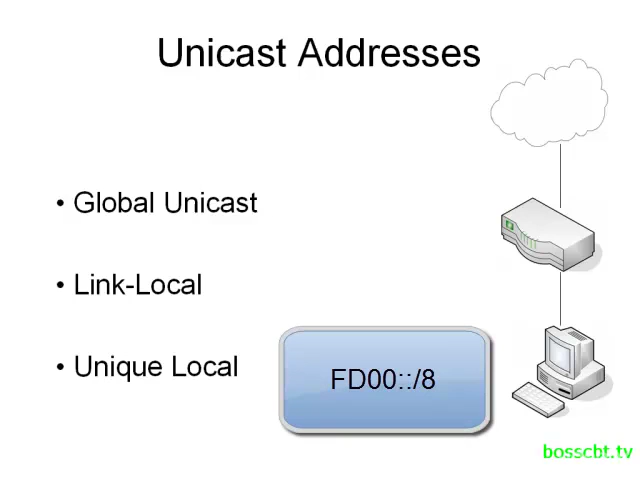 Unicast Addresses
• Global Unicast
• Link-Local
• Unique Local
FD00::/8
bosscbt.tv